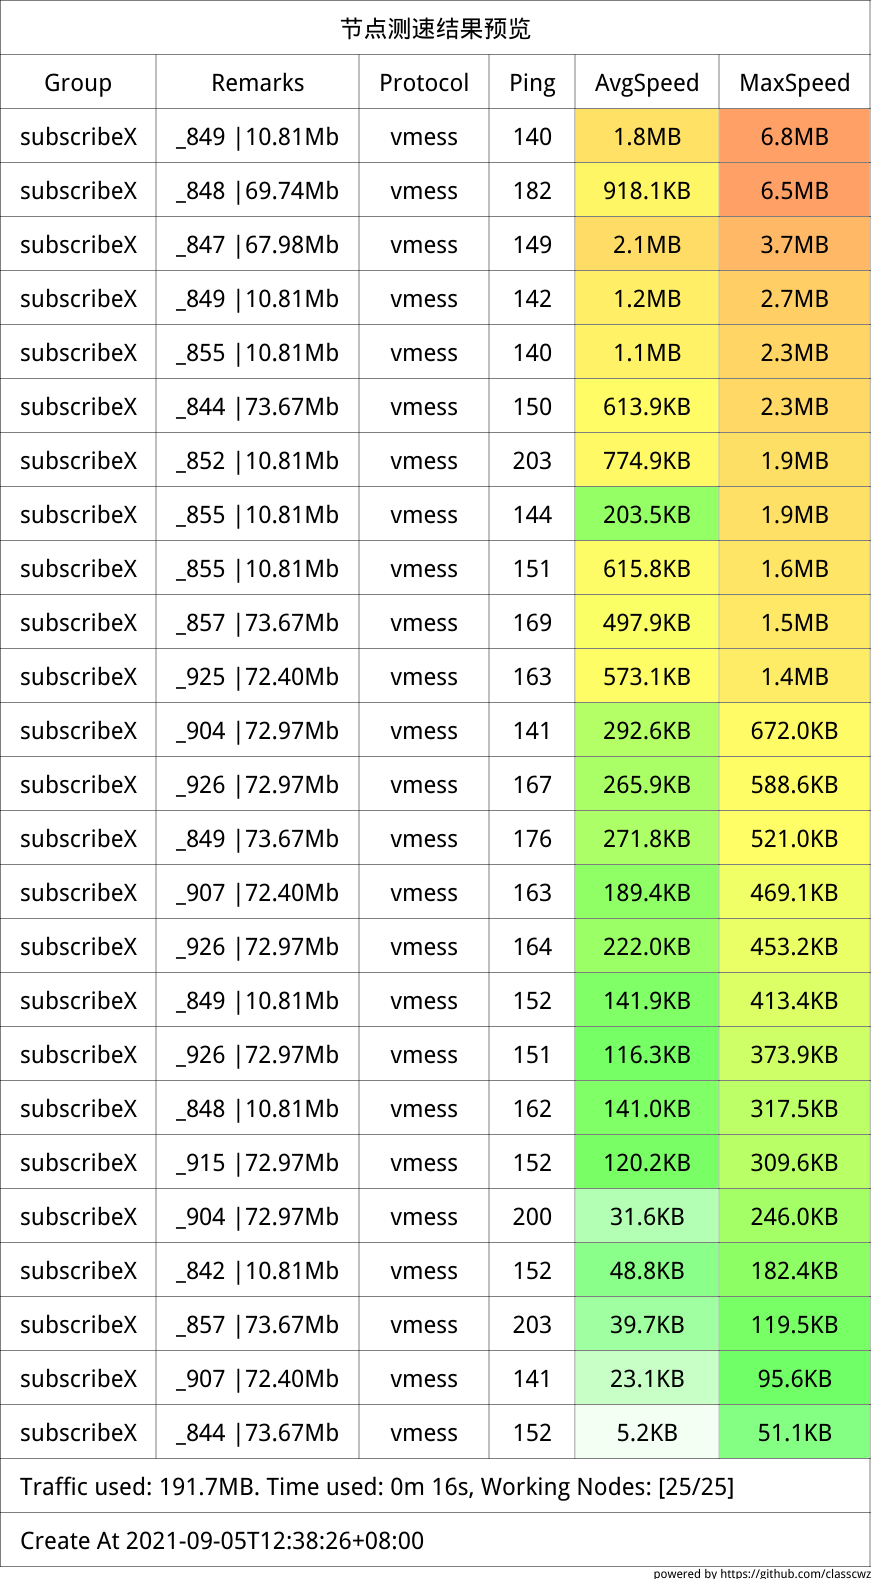 节点测速结果预览
Group Remarks Protocol Ping AvgSpeed MaxSpeed
subscribeX _849 |10.81Mb vmess 140 1.8MB 6.8MB
subscribeX _848 |69.74Mb vmess 182 918.1KB 6.5MB
subscribeX _847 |67.98Mb vmess 149 2.1MB 3.7MB
subscribeX _849 |10.81Mb vmess 142 1.2MB 2.7MB
subscribeX _855 |10.81Mb vmess 140 1.1MB 2.3MB
subscribeX _844 |73.67Mb vmess 150 613.9KB 2.3MB
subscribeX _852 |10.81Mb vmess 203 774.9KB 1.9MB
subscribeX _855 |10.81Mb vmess 144 203.5KB 1.9MB
subscribeX _855 |10.81Mb vmess 151 615.8KB 1.6MB
subscribeX _857 |73.67Mb vmess 169 497.9KB 1.5MB
subscribeX _925 |72.40Mb vmess 163 573.1KB 1.4MB
subscribeX _904 |72.97Mb vmess 141 292.6KB 672.0KB
subscribeX _926 |72.97Mb vmess 167 265.9KB 588.6KB
subscribeX _849 |73.67Mb vmess 176 271.8KB 521.0KB
subscribeX _907 |72.40Mb vmess 163 189.4KB 469.1KB
subscribeX _926 |72.97Mb vmess 164 222.0KB 453.2KB
subscribeX _849 |10.81Mb vmess 152 141.9KB 413.4KB
subscribeX _926 |72.97Mb vmess 151 116.3KB 373.9KB
subscribeX _848 |10.81Mb vmess 162 141.0KB 317.5KB
subscribeX _915 |72.97Mb vmess 152 120.2KB 309.6KB
subscribeX _904 |72.97Mb vmess 200 31.6KB 246.0KB
subscribeX _842 |10.81Mb vmess 152 48.8KB 182.4KB
subscribeX _857 |73.67Mb vmess 203 39.7KB 119.5KB
subscribeX _907 |72.40Mb vmess 141 23.1KB 95.6KB
subscribeX _844 |73.67Mb vmess 152 5.2KB 51.1KB
Traffic used: 191.7MB. Time used: 0m 16s, Working Nodes: [25/25]
Create At 2021-09-05T12:38:26+08:00
powered by https://github.com/classcwz